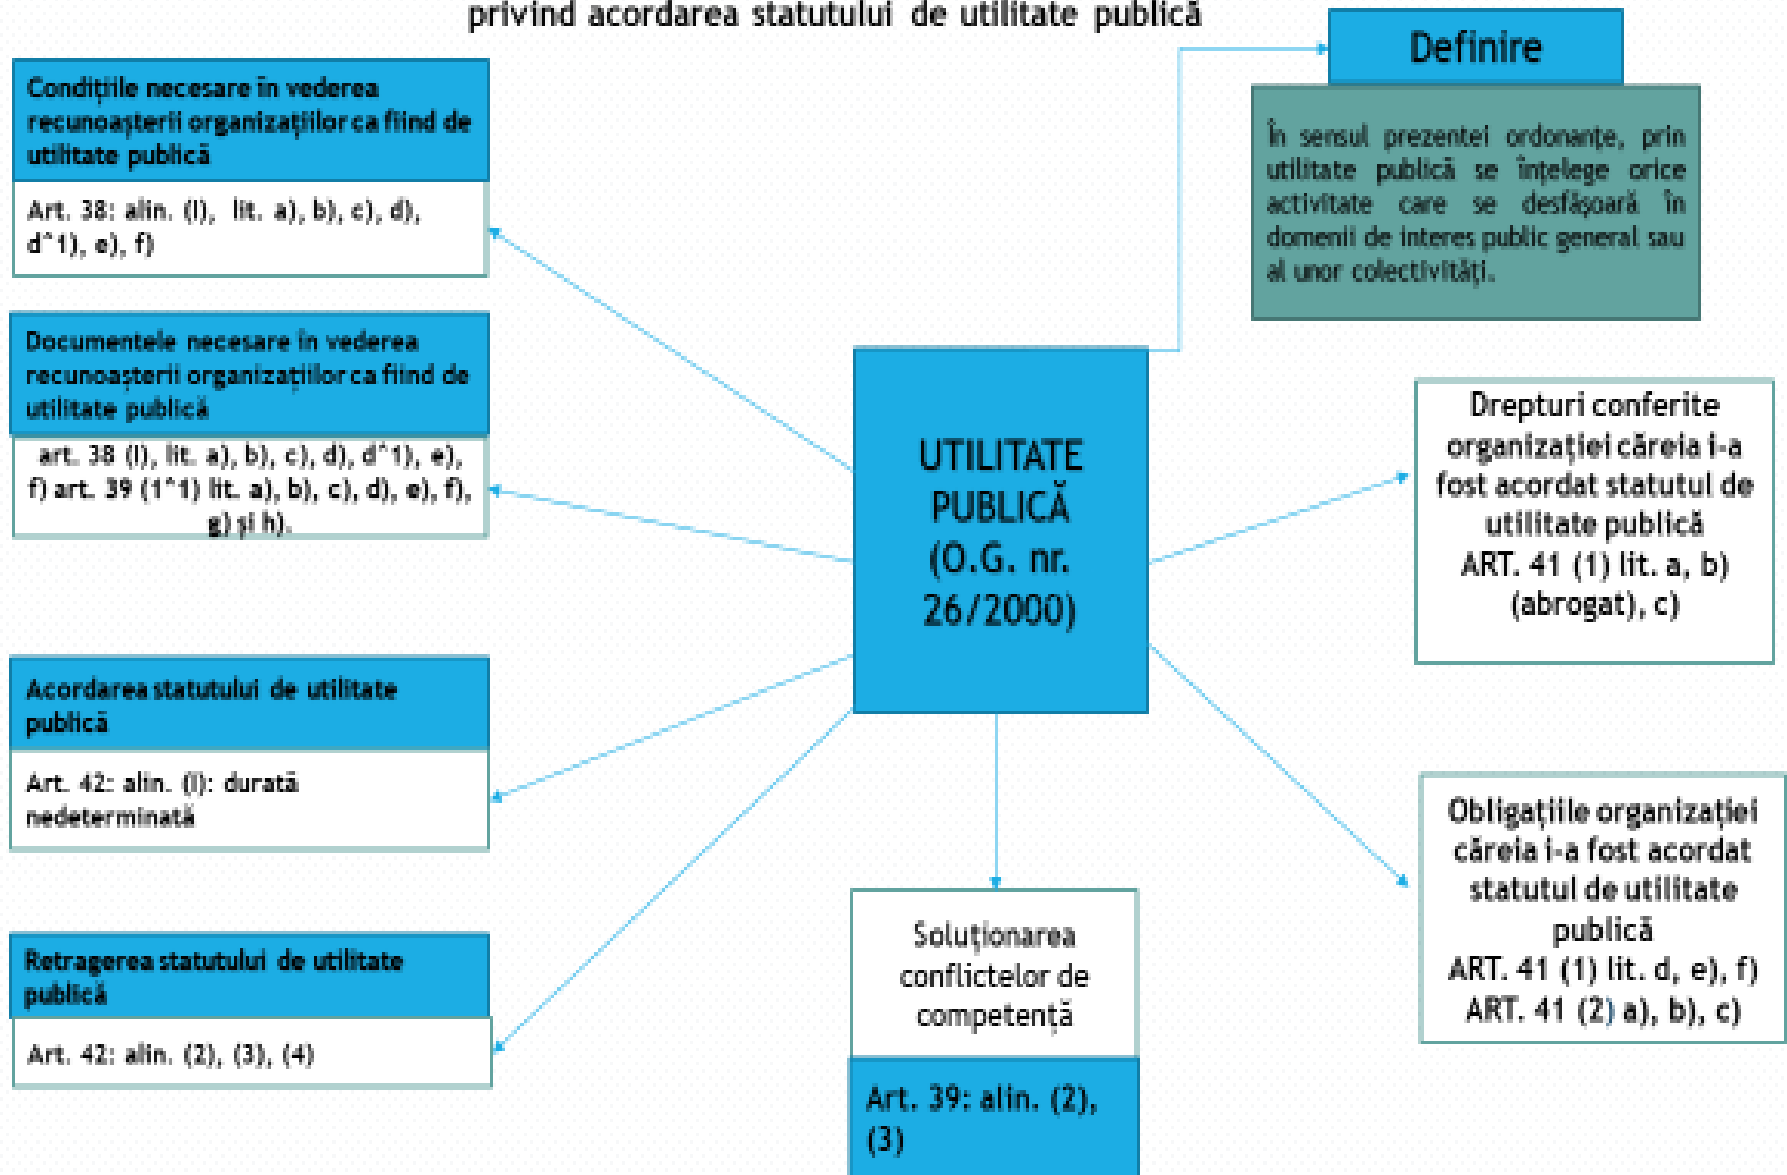 privind acordarea statutului de utilitate publică
Definire
În sensul prezentei ordonanțe, prin
utilitate publică se înțelege orice
activitate care se desfășoară în
domenii de interes public general sau
al unor colectivități.
Condițiile necesare în vederea
recunoașterii organizațiilor ca fiind de
utilitate publică
Art. 38: alin. (l), lit. a), b), c), d),
d^1), e), f)
Documentele necesare în vederea
recunoașterii organizațiilor ca fiind de
utilitate publică
art. 38 (l), lit. a), b), c), d), d^1), e),
f) art. 39 (1^1) lit. a), b), c), d), e), f),
g) și h).
UTILITATE
PUBLICĂ
(O.G. nr.
26/2000)
Drepturi conferite
organizației căreia i-a
fost acordat statutul de
utilitate publică
ART. 41 (1) lit. a, b)
(abrogat), c)
Acordarea statutului de utilitate
publică
Art. 42: alin. (l): durată
nedeterminată
Obligațiile organizației
căreia i-a fost acordat
statutul de utilitate
publică
ART. 41 (1) lit. d, e), f)
ART. 41 (2) a), b), c)
Retragerea statutului de utilitate
publică
Art. 42: alin. (2), (3), (4)
Soluționarea
conflictelor de
competență
Art. 39: alin. (2),
(3)